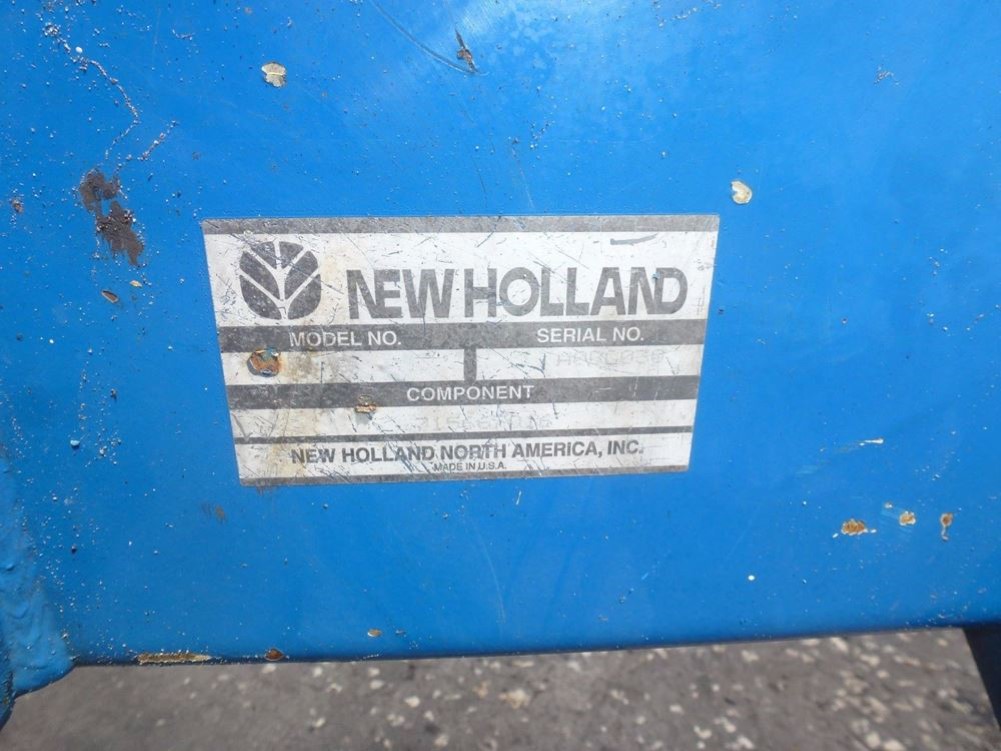 NEW HOLLAND
MODEL NO. SERIAL NO.
COMPONENT
NEW HOLLAND NORTH AMERICA, INC.
MADE IN U.S.A.